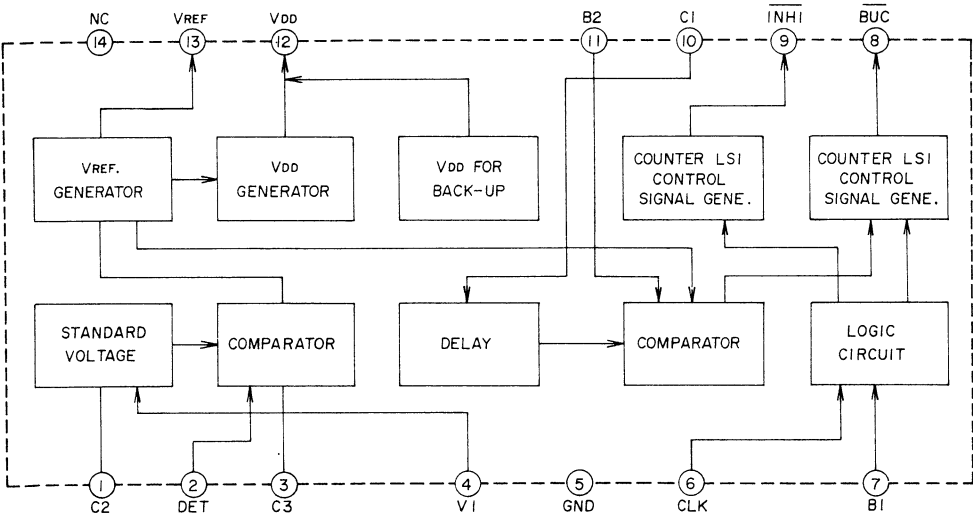 NC VREF VDD B2 C1 INHI BUC
14 13 12 11 10 9 8
VREF.
GENERATOR
VDD
GENERATOR
VDD FOR
BACK-UP
COUNTER LSI
CONTROL
SIGNAL GENE.
COUNTER LSI
CONTROL
SIGNAL GENE.
STANDARD
VOLTAGE
COMPARATOR
DELAY
COMPARATOR
LOGIC
CIRCUIT
1 2 3 4 5 6 7
C2 DET C3 VI GND CLK BI